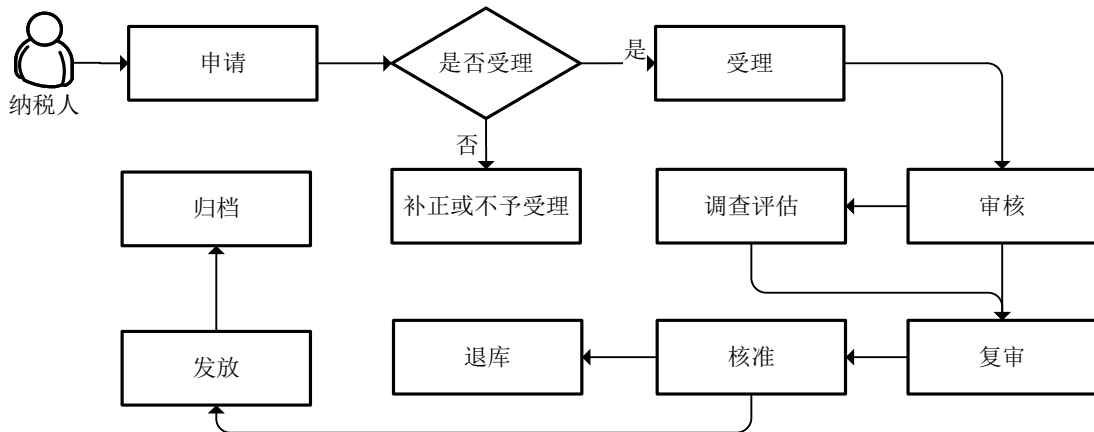 纳税人
申请
是否受理
是
受理
否
归档
补正或不予受理
调查评估
审核
发放
退库
核准
复审